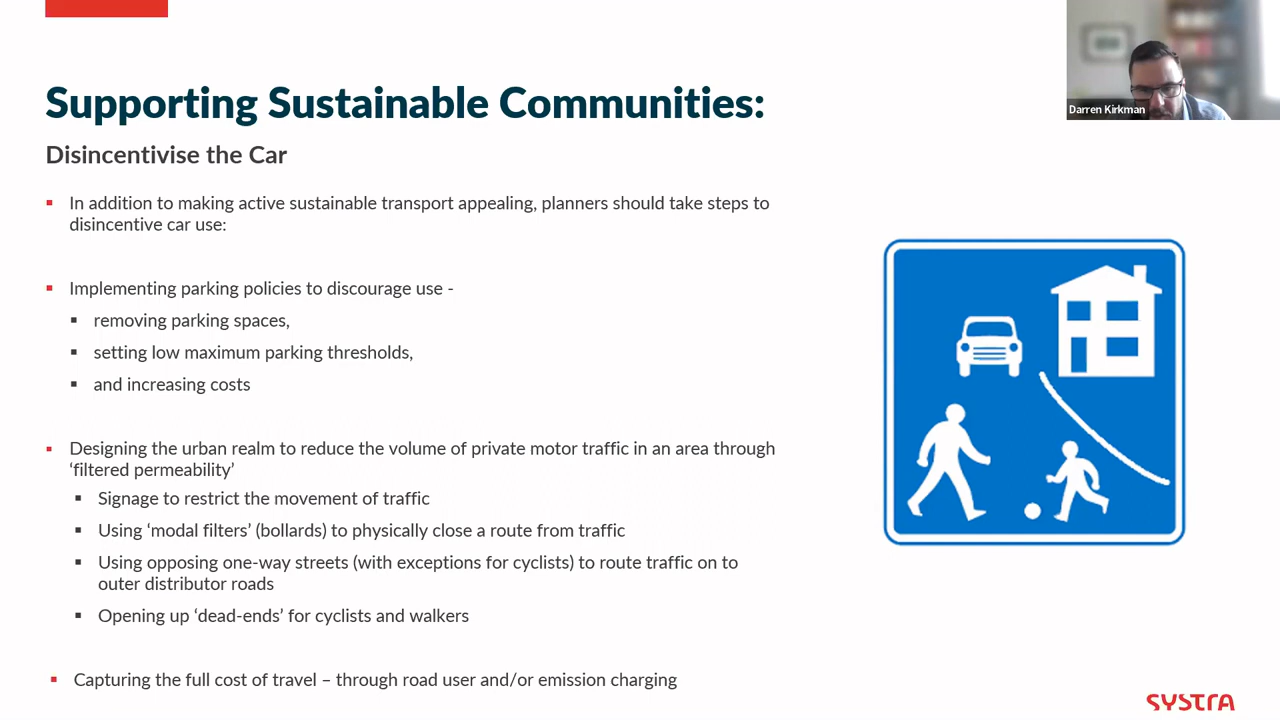 Supporting Sustainable Communities:
Darren Kirkman
Disincentivise the Car
▪ In addition to making active sustainable transport appealing, planners should take steps to
disincentive car use:
▪ Implementing parking policies to discourage use -
▪ removing parking spaces,
▪ setting low maximum parking thresholds,
▪ and increasing costs
▪ Designing the urban realm to reduce the volume of private motor traffic in an area through
‘filtered permeability’
▪ Signage to restrict the movement of traffic
▪ Using ‘modal filters’ (bollards) to physically close a route from traffic
▪ Using opposing one-way streets (with exceptions for cyclists) to route traffic on to
outer distributor roads
▪ Opening up ‘dead-ends’ for cyclists and walkers
▪ Capturing the full cost of travel – through road user and/or emission charging
SYSTRA